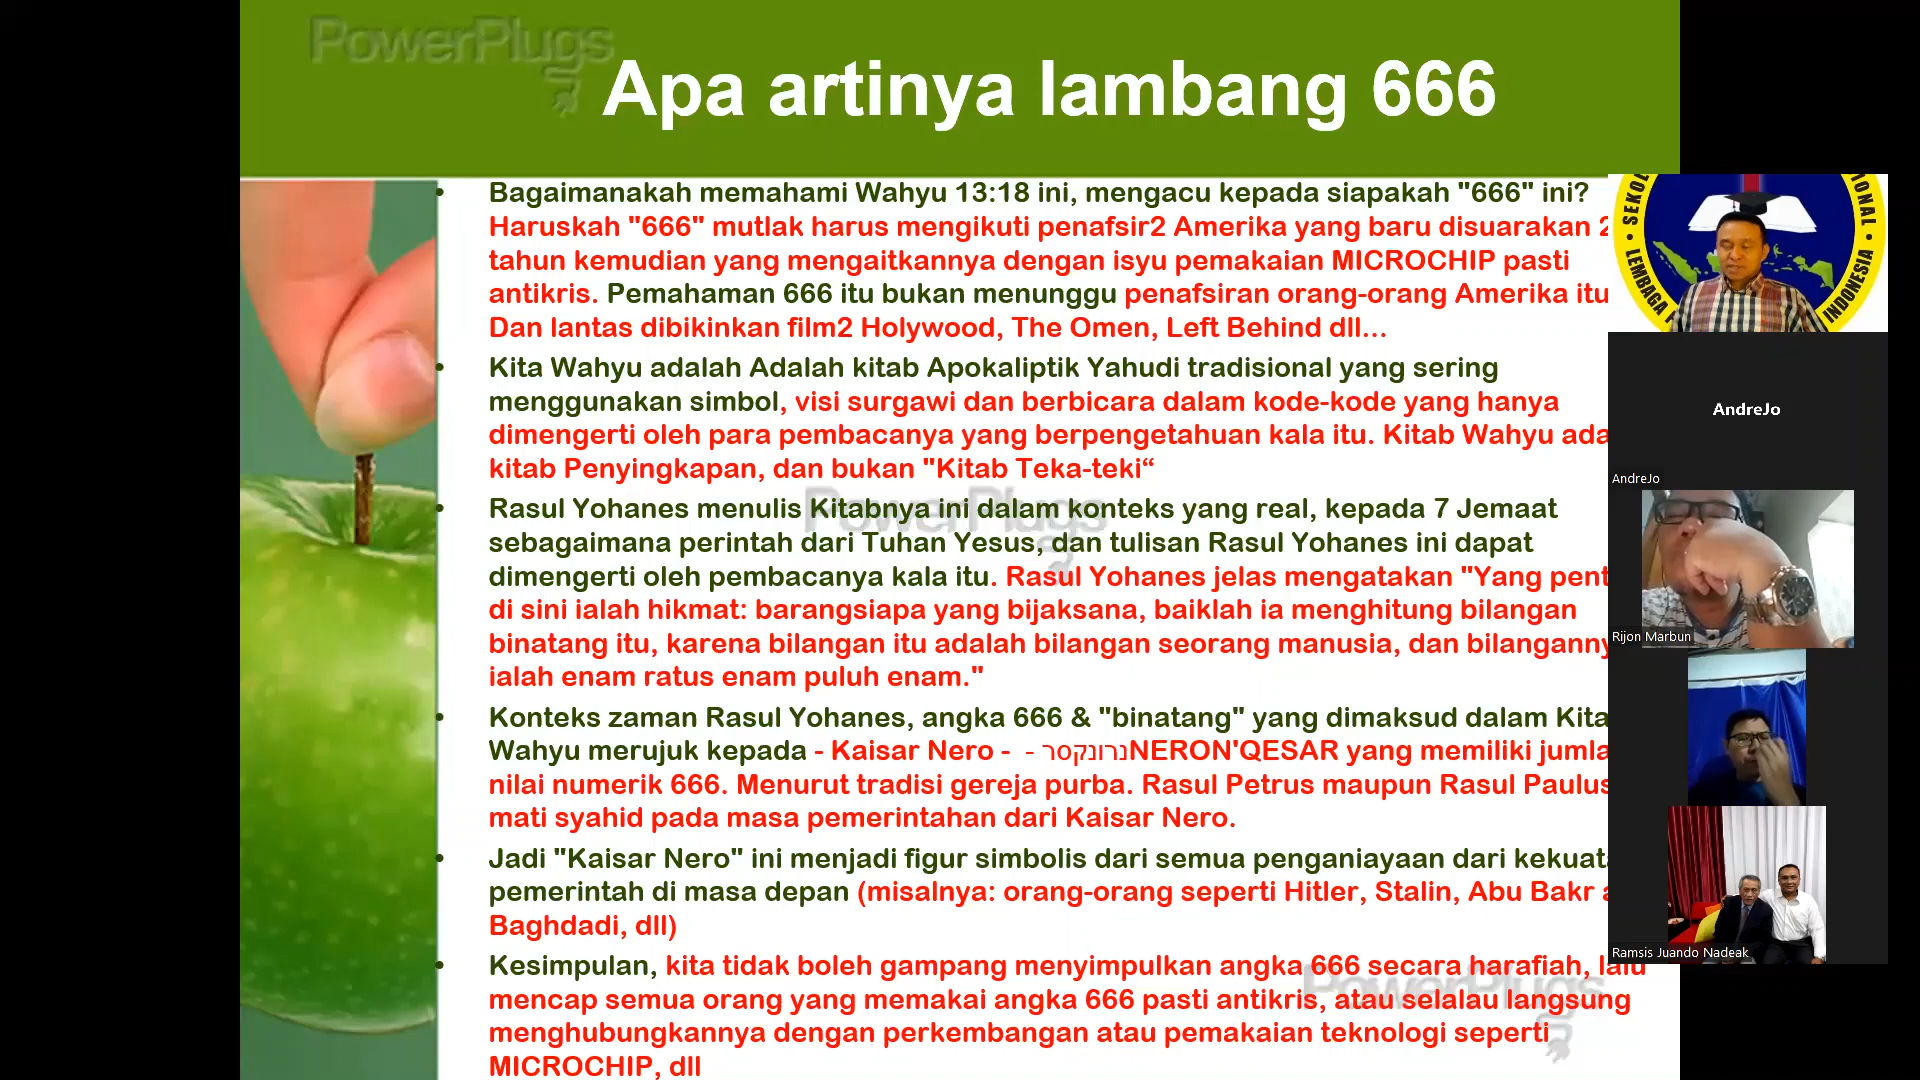 PowerPlugs
Apa artinya lambang 666
Bagaimanakah memahami Wahyu 13:18 ini, mengacu kepada siapakah "666" ini?
Haruskah "666" mutlak harus mengikuti penafsir2 Amerika yang baru disuarakan 2
tahun kemudian yang mengaitkannya dengan isyu pemakaian MICROCHIP pasti
antikris. Pemahaman 666 itu bukan menunggu penafsiran orang-orang Amerika itu
Dan lantas dibikinkan film2 Holywood, The Omen, Left Behind dll...
Kita Wahyu adalah Adalah kitab Apokaliptik Yahudi tradisional yang sering
menggunakan simbol, visi surgawi dan berbicara dalam kode-kode yang hanya
dimengerti oleh para pembacanya yang berpengetahuan kala itu. Kitab Wahyu ada
kitab Penyingkapan, dan bukan "Kitab Teka-teki“
PowerPlugs
Rasul Yohanes menulis Kitabnya ini dalam konteks yang real, kepada 7 Jemaat
sebagaimana perintah dari Tuhan Yesus, dan tulisan Rasul Yohanes ini dapat
dimengerti oleh pembacanya kala itu. Rasul Yohanes jelas mengatakan "Yang pent
di sini ialah hikmat: barangsiapa yang bijaksana, baiklah ia menghitung bilangan
binatang itu, karena bilangan itu adalah bilangan seorang manusia, dan bilanganny
ialah enam ratus enam puluh enam."
Konteks zaman Rasul Yohanes, angka 666 & "binatang" yang dimaksud dalam Kita
Wahyu merujuk kepada - Kaisar Nero - - נרונקסר NERON'QESAR yang memiliki jumla
nilai numerik 666. Menurut tradisi gereja purba. Rasul Petrus maupun Rasul Paulus
mati syahid pada masa pemerintahan dari Kaisar Nero.
Jadi "Kaisar Nero" ini menjadi figur simbolis dari semua penganiayaan dari kekuat
pemerintah di masa depan (misalnya: orang-orang seperti Hitler, Stalin, Abu Bakr a
Baghdadi, dll)
Kesimpulan, kita tidak boleh gampang menyimpulkan angka 666 secara harafiah, lalu
mencap semua orang yang memakai angka 666 pasti antikris, atau selalau langsung
menghubungkannya dengan perkembangan atau pemakaian teknologi seperti
MICROCHIP, dll
PowerPlugs
SEKOL
IONAL
LEMBAGA
INDONESIA
AndreJo
AndreJo
Rijon Marbun
Ramsis Juando Nadeak